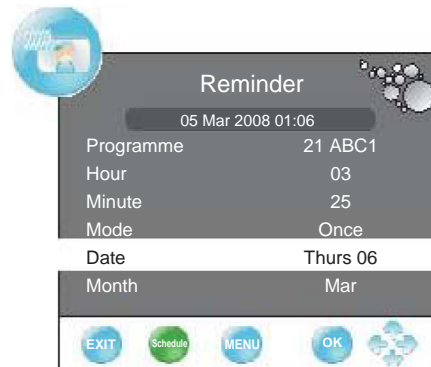 Reminder
05 Mar 2008 01:06
Programme 21 ABC1
Hour 03
Minute 25
Mode Once
Date Thurs 06
Month Mar
EXIT Schedule MENU OK